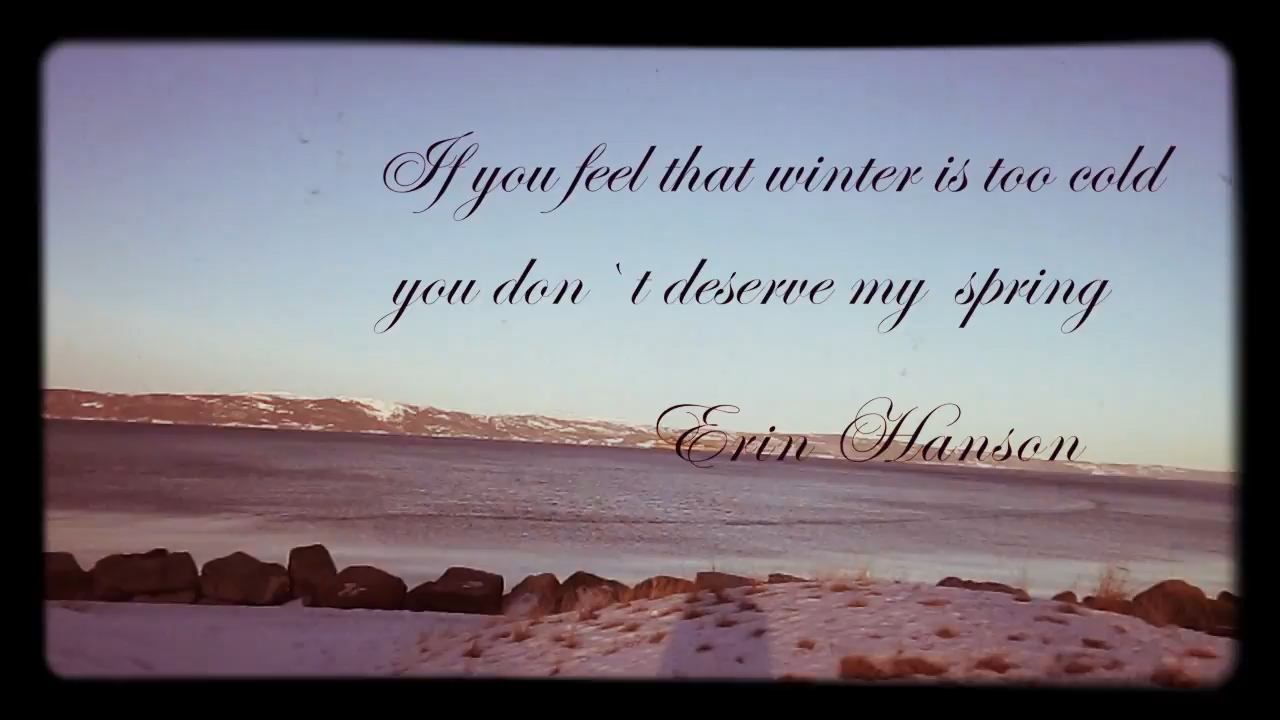 If you feel that winter is too cold
you don `t deserve my spring
Erin Hanson